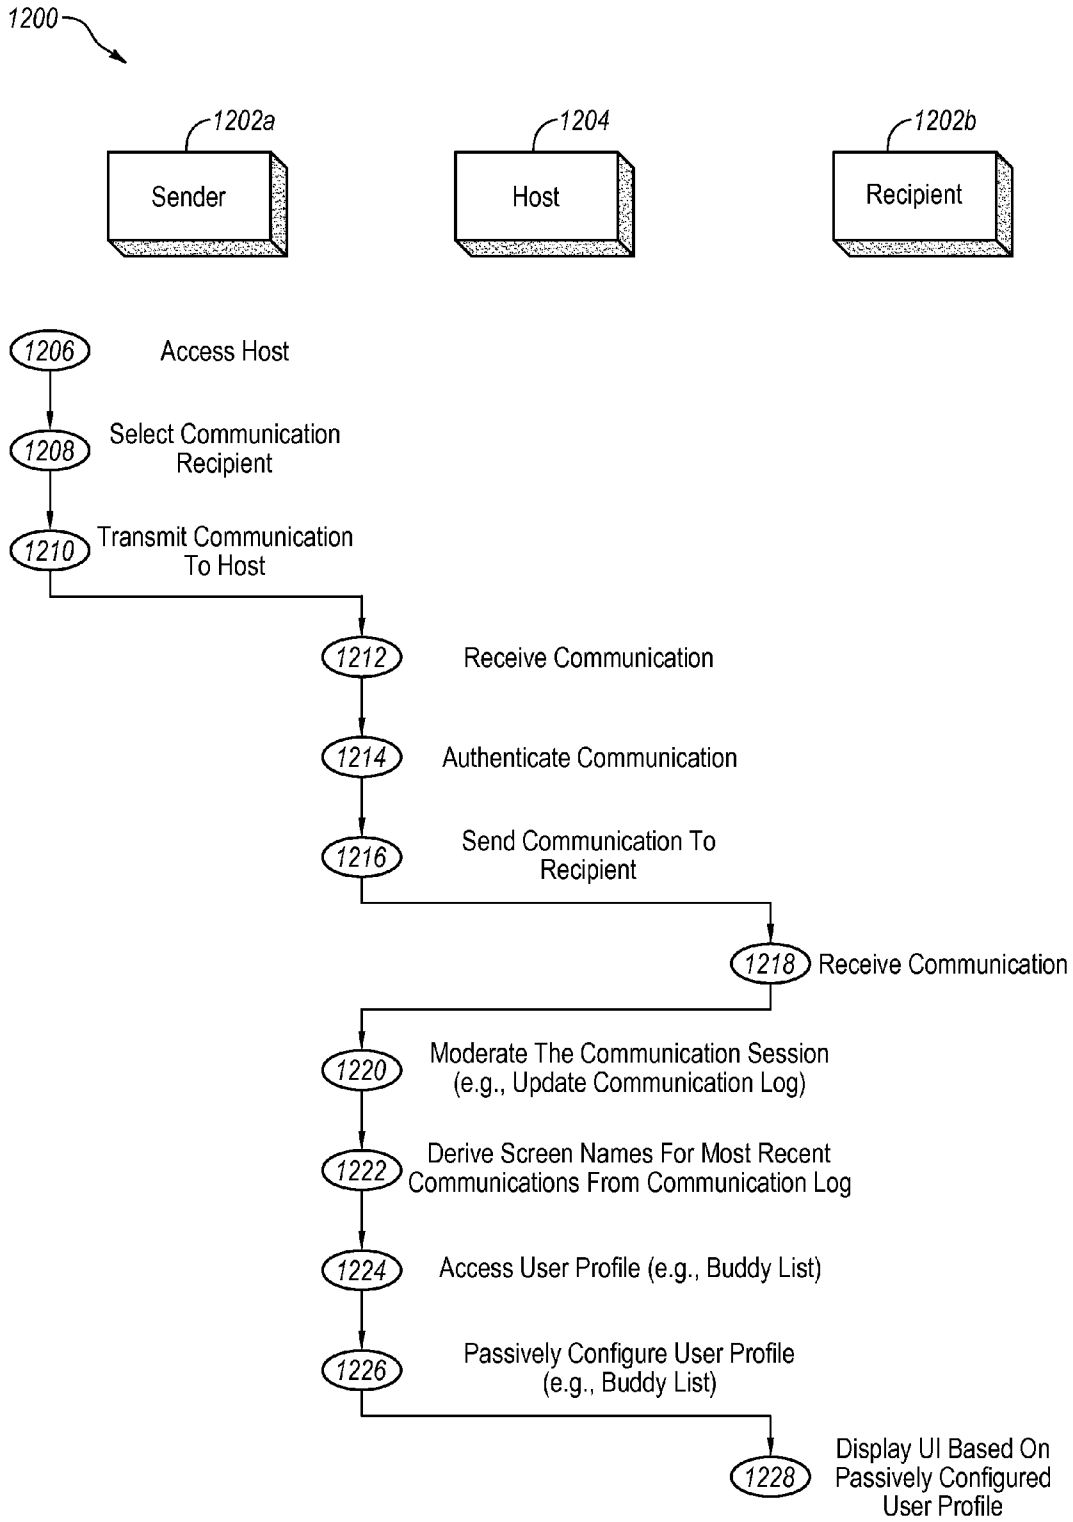 1200
1202a
1204
1202b
Sender
Host
Recipient
1206
Access Host
1208
Select Communication
Recipient
1210
Transmit Communication
To Host
1212
Receive Communication
1214
Authenticate Communication
1216
Send Communication To
Recipient
1218
Receive Communication
1220
Moderate The Communication Session
(e.g., Update Communication Log)
1222
Derive Screen Names For Most Recent
Communications From Communication Log
1224
Access User Profile (e.g., Buddy List)
1226
Passively Configure User Profile
(e.g., Buddy List)
1228
Display UI Based On
Passively Configured
User Profile